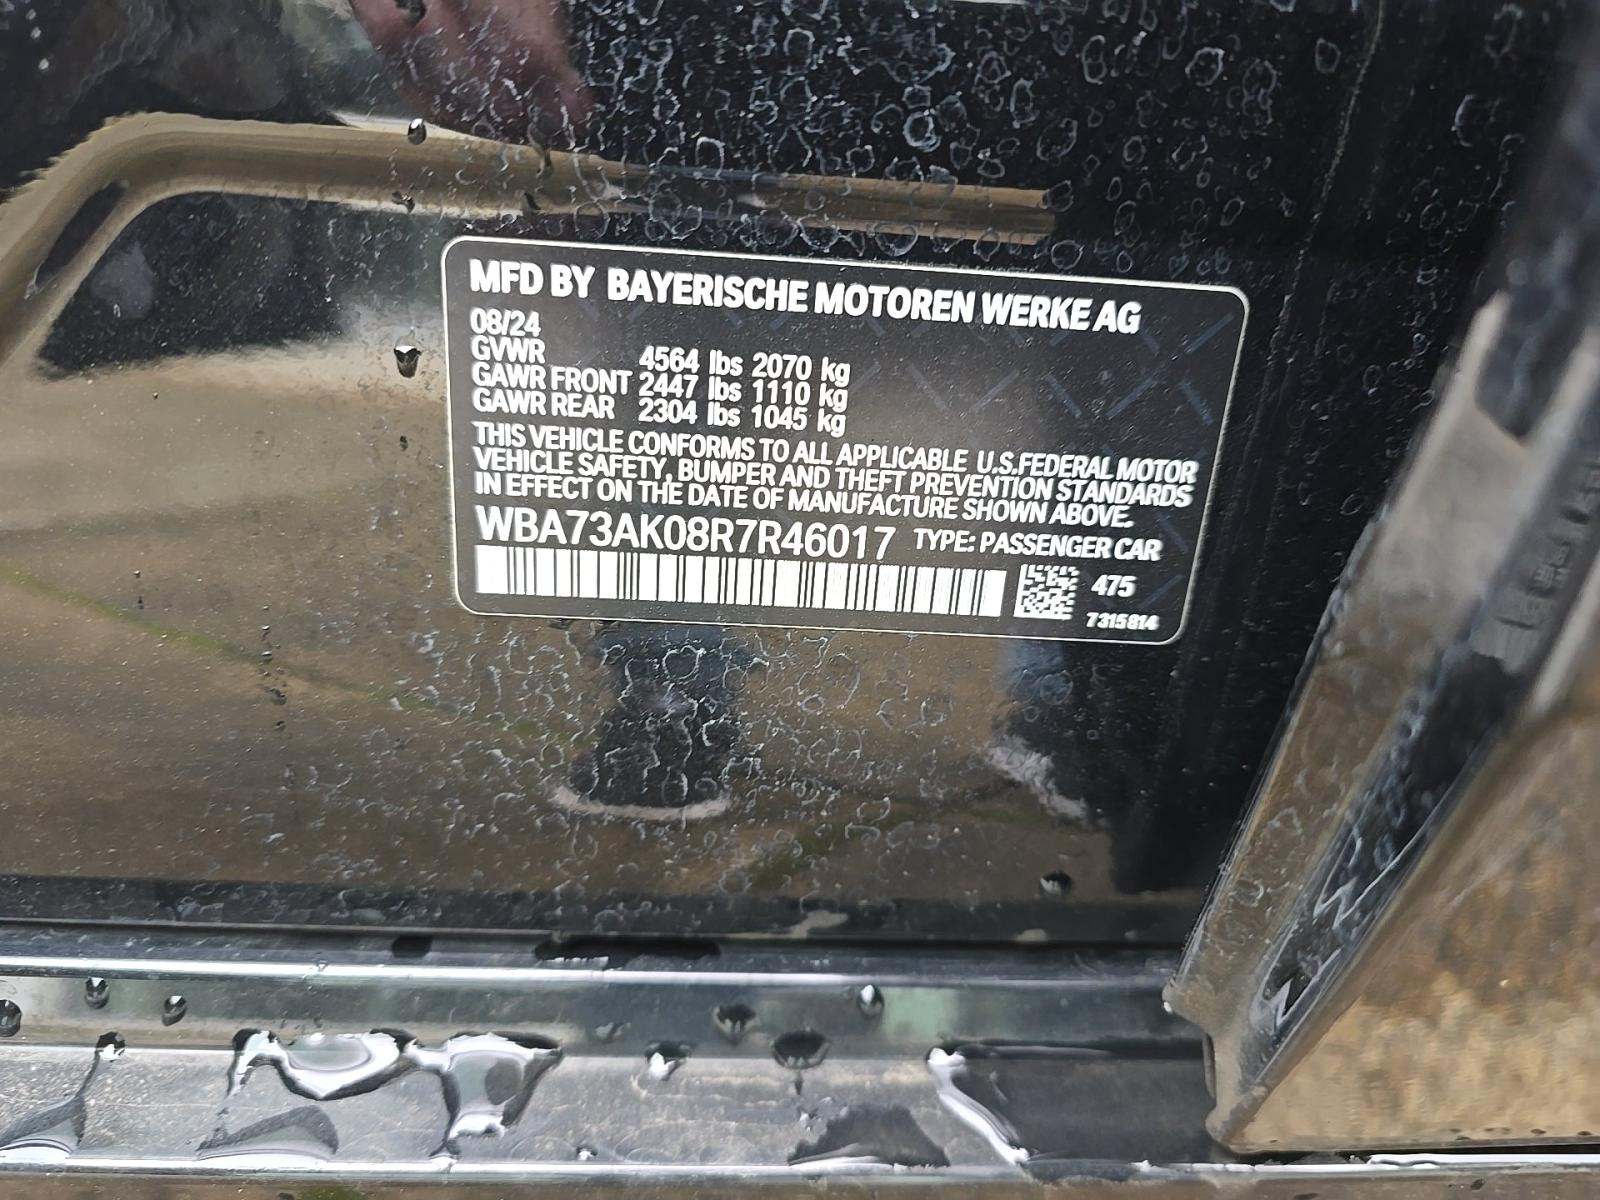 MFD BY BAYERISCHE MOTOREN WERKE AG
08/24
GVWR 4564 lbs 2070 kg
GAWR FRONT 2447 lbs 1110 kg
GAWR REAR 2304 lbs 1045 kg
THIS VEHICLE CONFORMS TO ALL APPLICABLE U.S.FEDERAL MOTOR
VEHICLE SAFETY, BUMPER AND THEFT PREVENTION STANDARDS
IN EFFECT ON THE DATE OF MANUFACTURE SHOWN ABOVE.
WBA73AK08R7R46017 TYPE: PASSENGER CAR
475
7315814